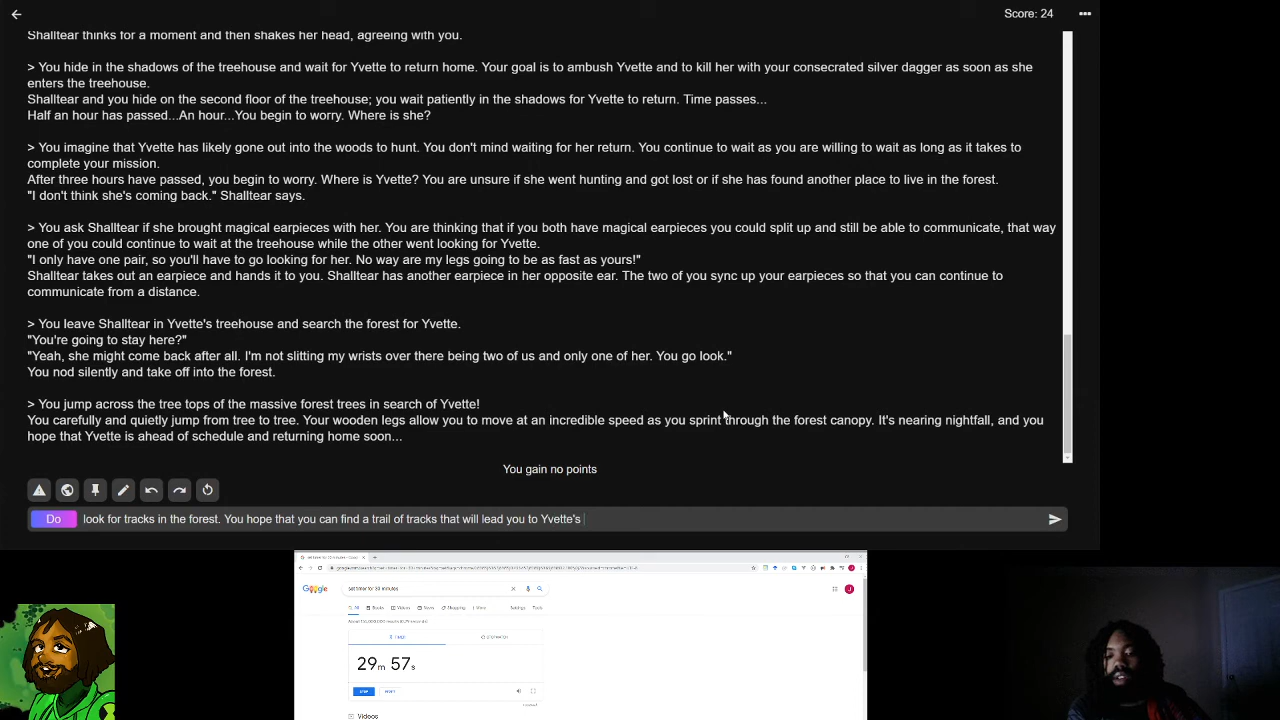 Score: 24
Shalltear thinks for a moment and then shakes her head, agreeing with you.
> You hide in the shadows of the treehouse and wait for Yvette to return home. Your goal is to ambush Yvette and to kill her with your consecrated silver dagger as soon as she
enters the treehouse.
Shalltear and you hide on the second floor of the treehouse; you wait patiently in the shadows for Yvette to return. Time passes...
Half an hour has passed...An hour...You begin to worry. Where is she?
> You imagine that Yvette has likely gone out into the woods to hunt. You don't mind waiting for her return. You continue to wait as you are willing to wait as long as it takes to
complete your mission.
After three hours have passed, you begin to worry. Where is Yvette? You are unsure if she went hunting and got lost or if she has found another place to live in the forest.
"I don't think she's coming back." Shalltear says.
> You ask Shalltear if she brought magical earpieces with her. You are thinking that if you both have magical earpieces you could split up and still be able to communicate, that way
one of you could continue to wait at the treehouse while the other went looking for Yvette.
"I only have one pair, so you'll have to go looking for her. No way are my legs going to be as fast as yours!"
Shalltear takes out an earpiece and hands it to you. Shalltear has another earpiece in her opposite ear. The two of you sync up your earpieces so that you can continue to
communicate from a distance.
> You leave Shalltear in Yvette's treehouse and search the forest for Yvette.
"You're going to stay here?"
"Yeah, she might come back after all. I'm not slitting my wrists over there being two of us and only one of her. You go look."
You nod silently and take off into the forest.
> You jump across the tree tops of the massive forest trees in search of Yvette!
You carefully and quietly jump from tree to tree. Your wooden legs allow you to move at an incredible speed as you sprint through the forest canopy. It's nearing nightfall, and you
hope that Yvette is ahead of schedule and returning home soon...
You gain no points
Do look for tracks in the forest. You hope that you can find a trail of tracks that will lead you to Yvette's
Google set timer for 30 minutes
All Videos News Shopping More Settings Tools
TIMER STOPWATCH
29m 57s
STOP RESET
Videos